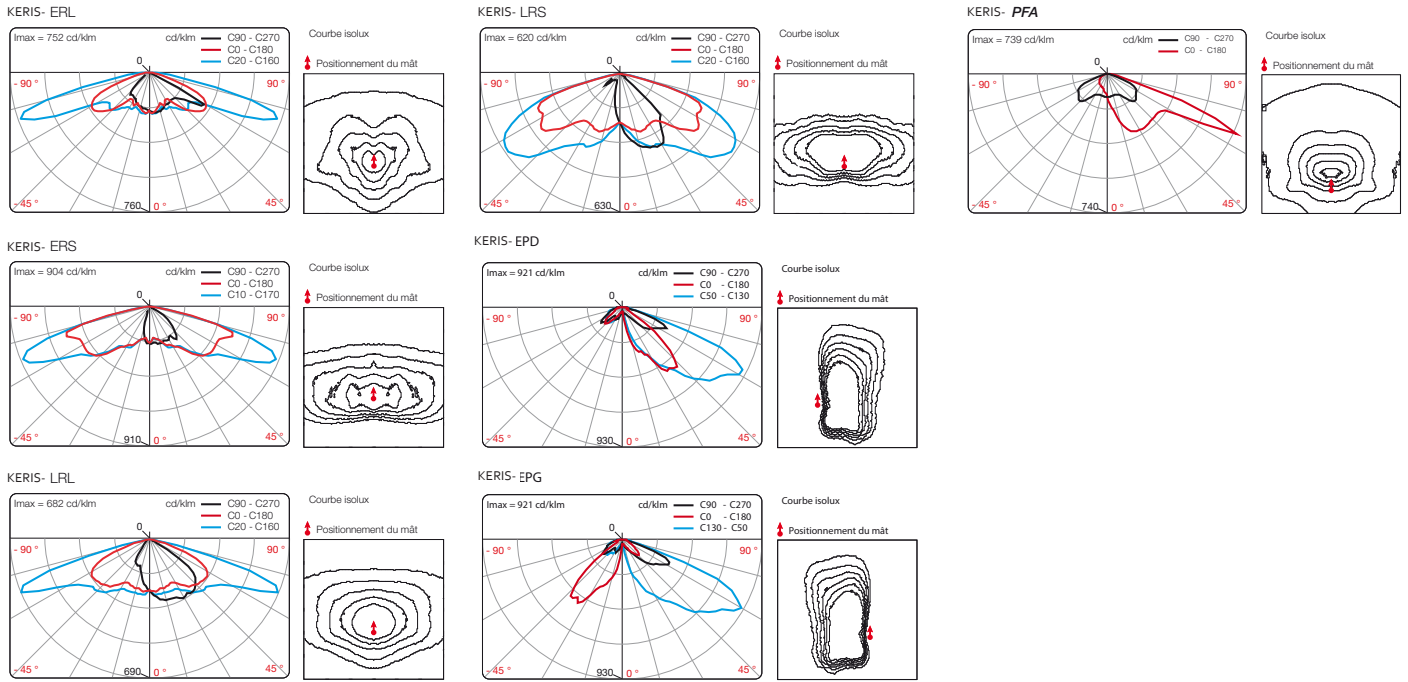 KERIS- ERL
Imax = 752 cd/klm
cd/klm
C90 - C270
C0 - C180
C20 - C160
0
- 90 °
90 °
- 45 °
760
0 °
45 °
Courbe isolux
Positionnement du mât
KERIS- LRS
Imax = 620 cd/klm
cd/klm
C90 - C270
C0 - C180
C20 - C160
0
- 90 °
90 °
- 45 °
630
0 °
45 °
Courbe isolux
Positionnement du mât
KERIS- PFA
Imax = 739 cd/klm
cd/klm
C90 - C270
C0 - C180
0
- 90 °
90 °
- 45 °
740
0 °
45 °
Courbe isolux
Positionnement du mât
KERIS- ERS
Imax = 904 cd/klm
cd/klm
C90 - C270
C0 - C180
C10 - C170
0
- 90 °
90 °
- 45 °
910
0 °
45 °
Courbe isolux
Positionnement du mât
KERIS- EPD
Imax = 921 cd/klm
cd/klm
C90 - C270
C0 - C180
C50 - C130
0
- 90 °
90 °
- 45 °
930
0 °
45 °
Courbe isolux
Positionnement du mât
KERIS- LRL
Imax = 682 cd/klm
cd/klm
C90 - C270
C0 - C180
C20 - C160
0
- 90 °
90 °
- 45 °
690
0 °
45 °
Courbe isolux
Positionnement du mât
KERIS- EPG
Imax = 921 cd/klm
cd/klm
C90 - C270
C0 - C180
C130 - C50
0
- 90 °
90 °
- 45 °
930
0 °
45 °
Courbe isolux
Positionnement du mât